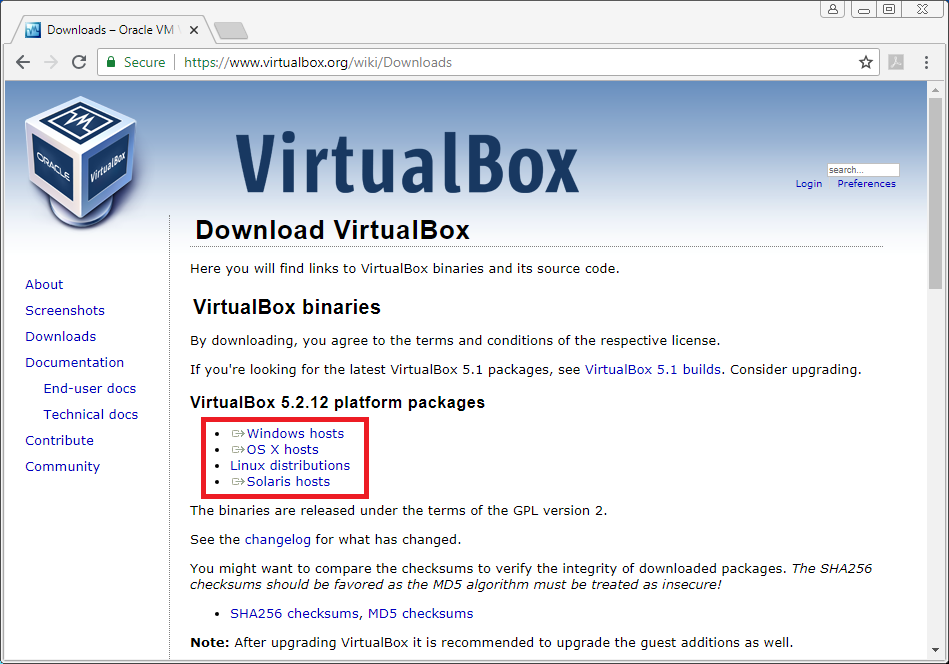 Downloads – Oracle VM
Secure https://www.virtualbox.org/wiki/Downloads
ORACLE
VirtualBox
VirtualBox
search...
Login Preferences
About
Screenshots
Downloads
Documentation
End-user docs
Technical docs
Contribute
Community
Download VirtualBox
Here you will find links to VirtualBox binaries and its source code.
VirtualBox binaries
By downloading, you agree to the terms and conditions of the respective license.
If you're looking for the latest VirtualBox 5.1 packages, see VirtualBox 5.1 builds. Consider upgrading.
VirtualBox 5.2.12 platform packages
• Windows hosts
• OS X hosts
• Linux distributions
• Solaris hosts
The binaries are released under the terms of the GPL version 2.
See the changelog for what has changed.
You might want to compare the checksums to verify the integrity of downloaded packages. The SHA256
checksums should be favored as the MD5 algorithm must be treated as insecure!
• SHA256 checksums, MD5 checksums
Note: After upgrading VirtualBox it is recommended to upgrade the guest additions as well.